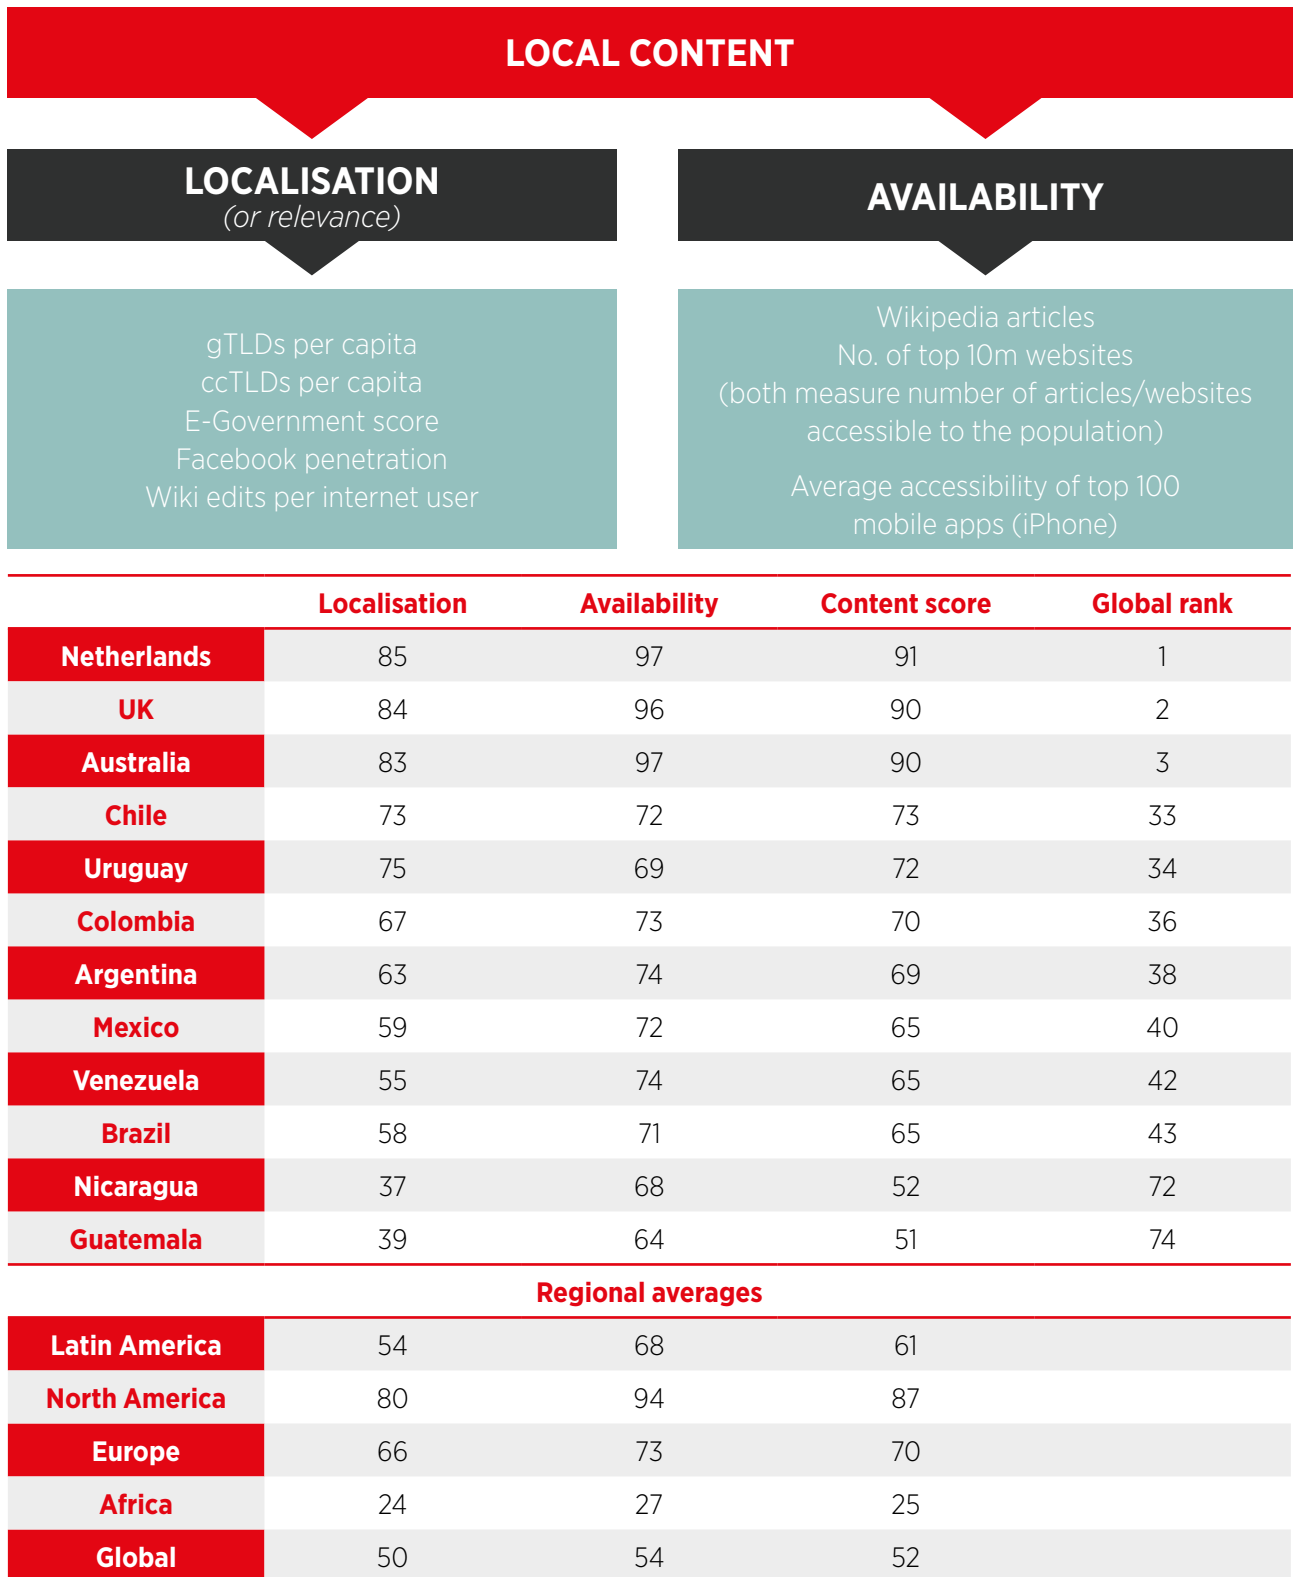 LOCAL CONTENT
LOCALISATION
(or relevance)
AVAILABILITY
gTLDs per capita
ccTLDs per capita
E-Government score
Facebook penetration
Wiki edits per internet user
Wikipedia articles
No. of top 10m websites
(both measure number of articles/websites
accessible to the population)
Average accessibility of top 100
mobile apps (iPhone)
Localisation Availability Content score Global rank
Netherlands 85 97 91 1
UK 84 96 90 2
Australia 83 97 90 3
Chile 73 72 73 33
Uruguay 75 69 72 34
Colombia 67 73 70 36
Argentina 63 74 69 38
Mexico 59 72 65 40
Venezuela 55 74 65 42
Brazil 58 71 65 43
Nicaragua 37 68 52 72
Guatemala 39 64 51 74
Regional averages
Latin America 54 68 61
North America 80 94 87
Europe 66 73 70
Africa 24 27 25
Global 50 54 52